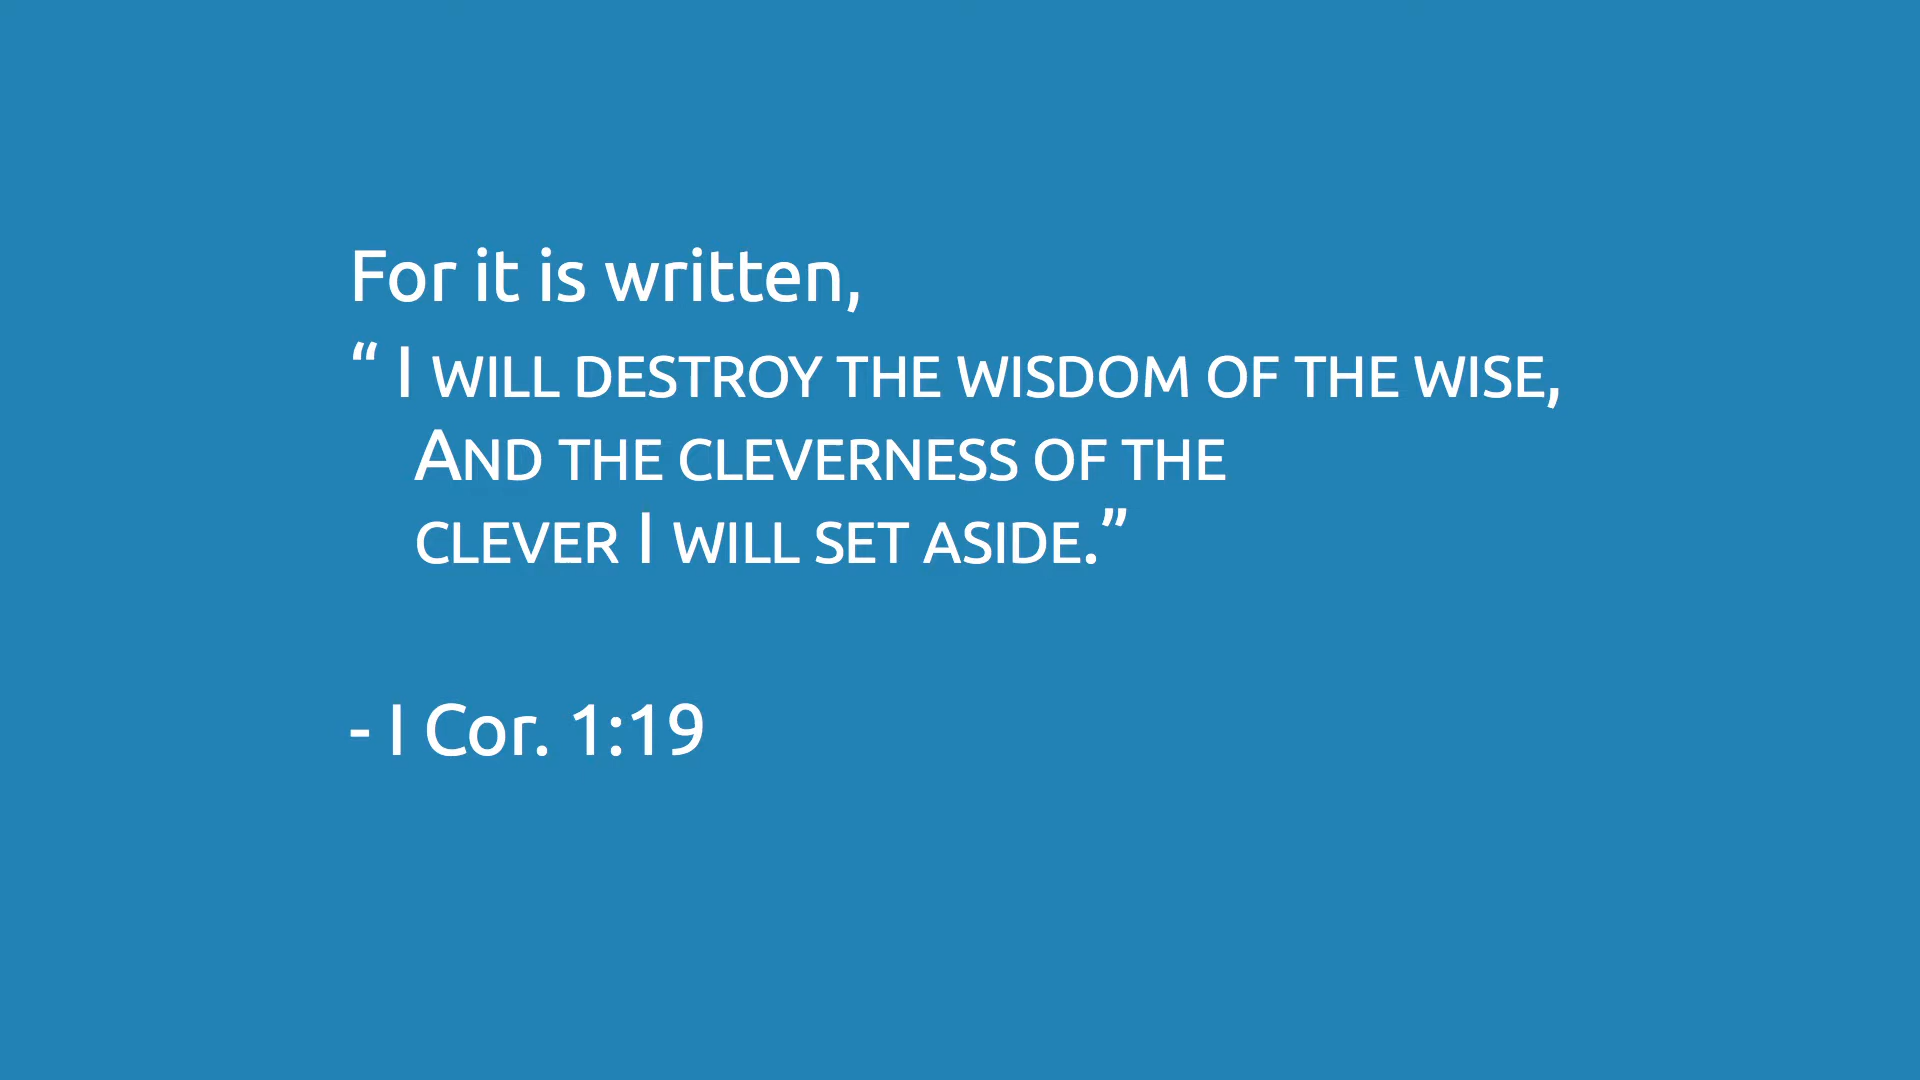 For it is written,
“ I WILL DESTROY THE WISDOM OF THE WISE,
AND THE CLEVERNESS OF THE
CLEVER I WILL SET ASIDE.”
- I Cor. 1:19